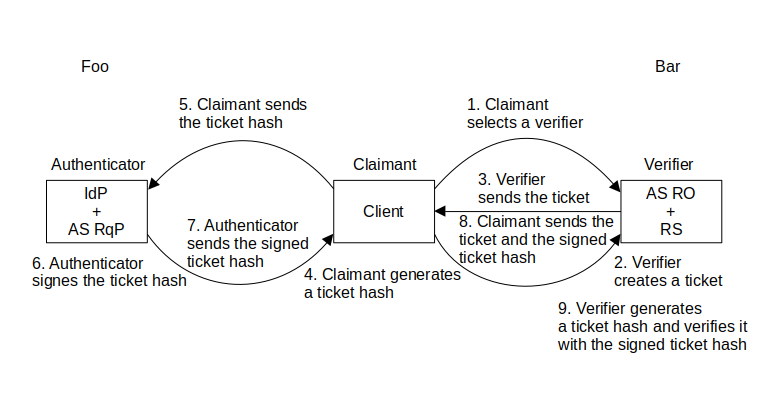 Foo
Bar
5. Claimant sends
the ticket hash
1. Claimant
selects a verifier
Authenticator
Claimant
Verifier
IdP
+
AS RqP
Client
AS RO
+
RS
3. Verifier
sends the ticket
7. Authenticator
sends the signed
ticket hash
8. Claimant sends the
ticket and the signed
ticket hash
6. Authenticator
signes the ticket hash
4. Claimant generates
a ticket hash
2. Verifier
creates a ticket
9. Verifier generates
a ticket hash and verifies it
with the signed ticket hash